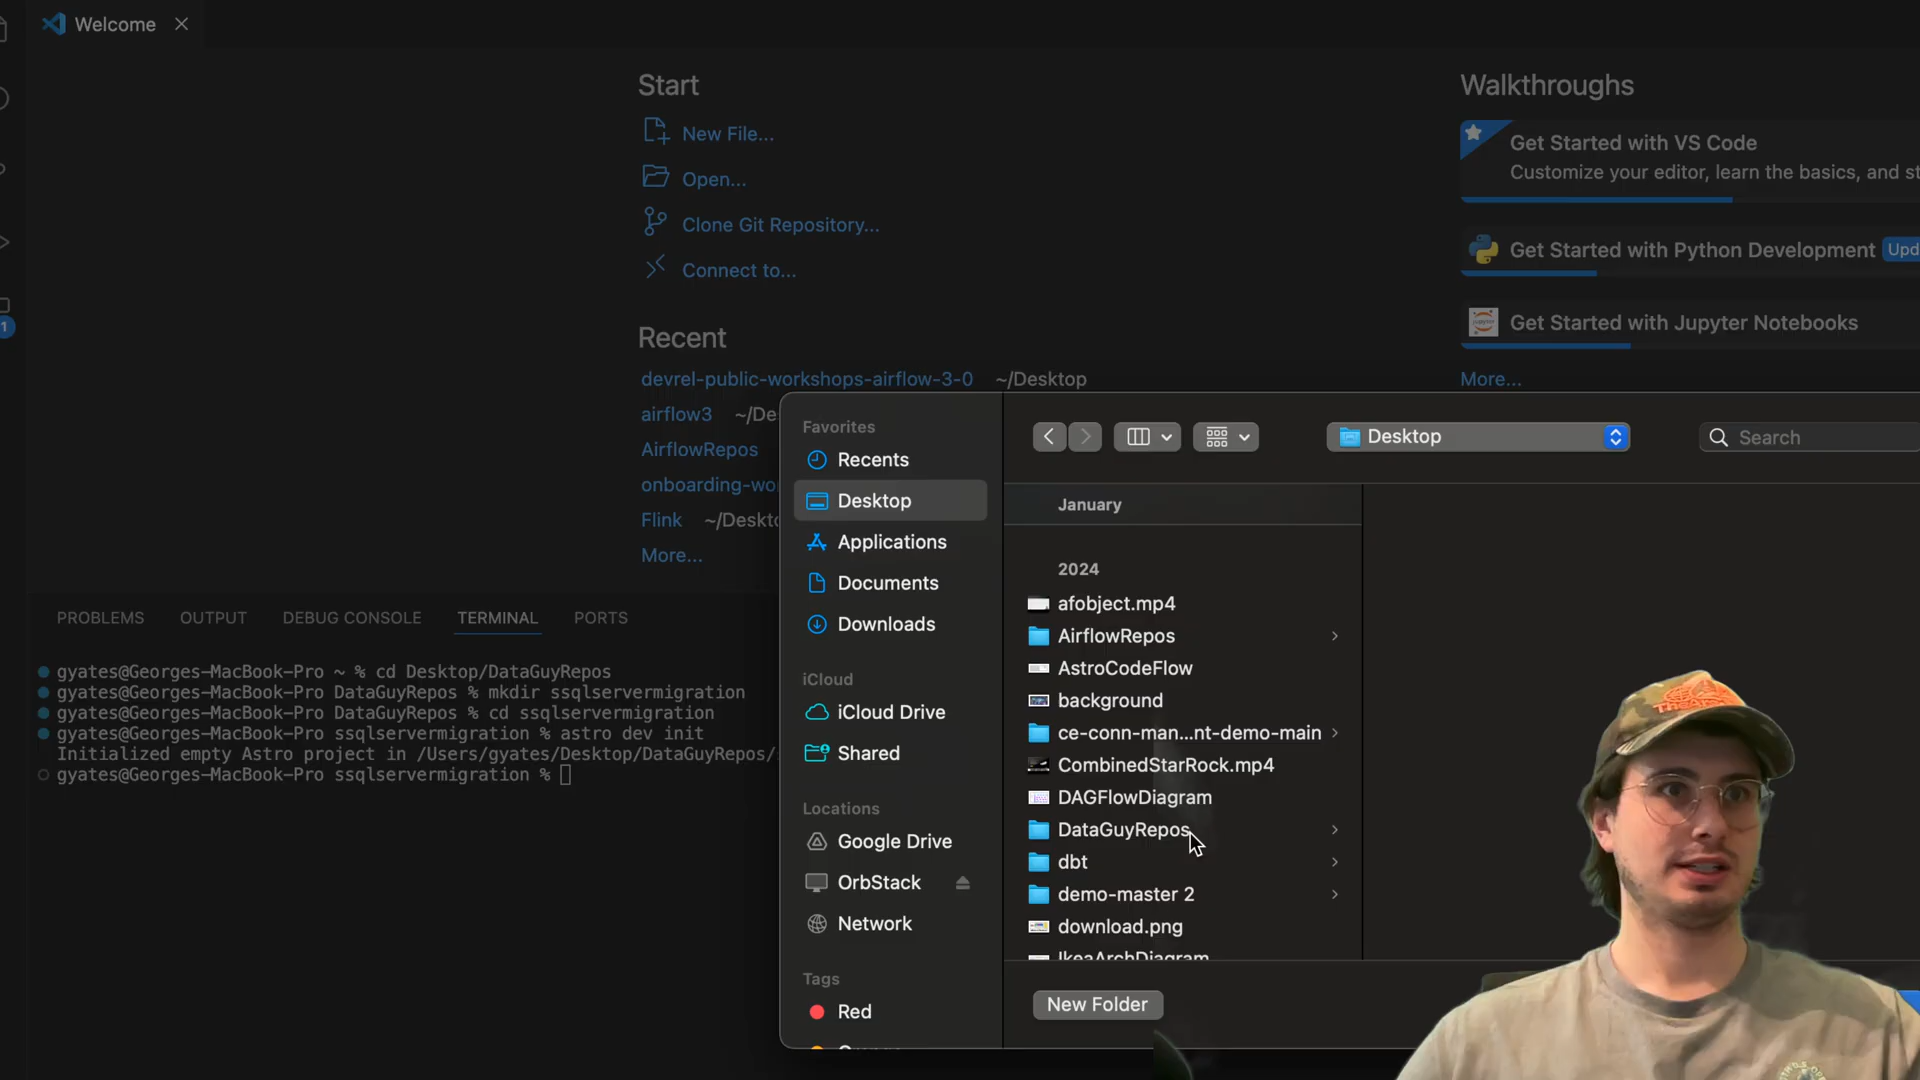 Welcome
Start
New File...
Open...
Clone Git Repository...
Connect to...
Recent
devrel-public-workshops-airflow-3-0 ~/Desktop
airflow3 ~/De
AirflowRepos
onboarding-wo
Flink ~/Deskto
More...
Walkthroughs
Get Started with VS Code
Customize your editor, learn the basics, and st
Get Started with Python Development Upd
Get Started with Jupyter Notebooks
More...
1
PROBLEMS OUTPUT DEBUG CONSOLE TERMINAL PORTS
gyates@Georges-MacBook-Pro ~ % cd Desktop/DataGuyRepos
gyates@Georges-MacBook-Pro DataGuyRepos % mkdir ssqlservermigration
gyates@Georges-MacBook-Pro DataGuyRepos % cd ssqlservermigration
gyates@Georges-MacBook-Pro ssqlservermigration % astro dev init
Initialized empty Astro project in /Users/gyates/Desktop/DataGuyRepos/
gyates@Georges-MacBook-Pro ssqlservermigration %
Favorites
Recents
Desktop
Applications
Documents
Downloads
iCloud
iCloud Drive
Shared
Locations
Google Drive
OrbStack
Network
Tags
Red
Desktop
Search
January
2024
afobject.mp4
AirflowRepos
AstroCodeFlow
background
ce-conn-man...nt-demo-main
CombinedStarRock.mp4
DAGFlowDiagram
DataGuyRepos
dbt
demo-master 2
download.png
IkeaArchDiagram
New Folder